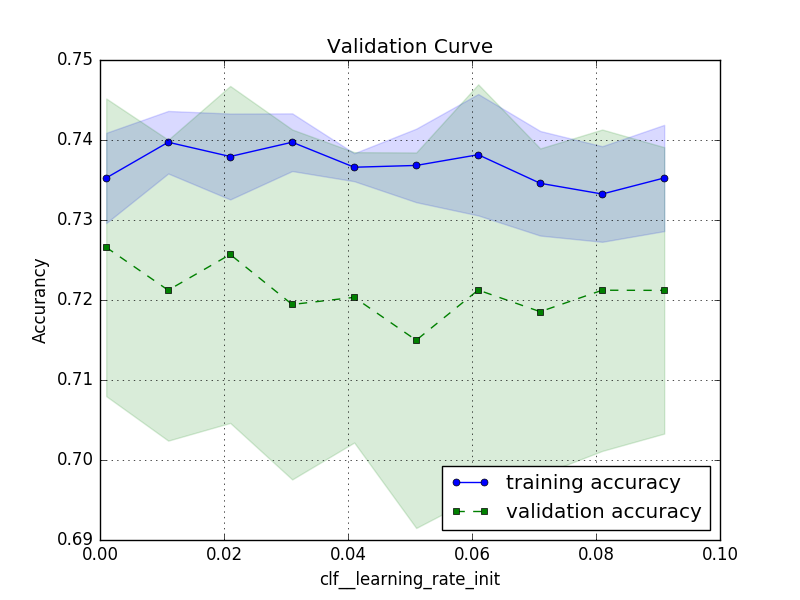 Validation Curve
0.75
0.74
0.73
0.72
0.71
0.70
0.69
Accurancy
training accuracy
validation accuracy
0.00 0.02 0.04 0.06 0.08 0.10
clf__learning_rate_init